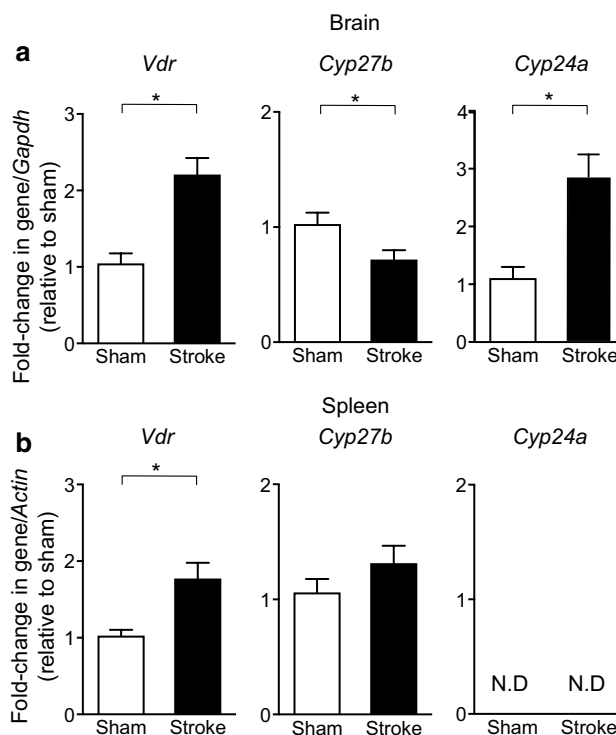 Brain
a
Vdr
Cyp27b
Cyp24a
Fold-change in gene/Gapdh
(relative to sham)
3
2
1
0
*
Sham
Stroke
2
1
0
*
Sham
Stroke
4
3
2
1
0
*
Sham
Stroke
Spleen
b
Vdr
Cyp27b
Cyp24a
Fold-change in gene/Actin
(relative to sham)
3
2
1
0
*
Sham
Stroke
2
1
0
Sham
Stroke
2
1
0
N.D
N.D
Sham
Stroke